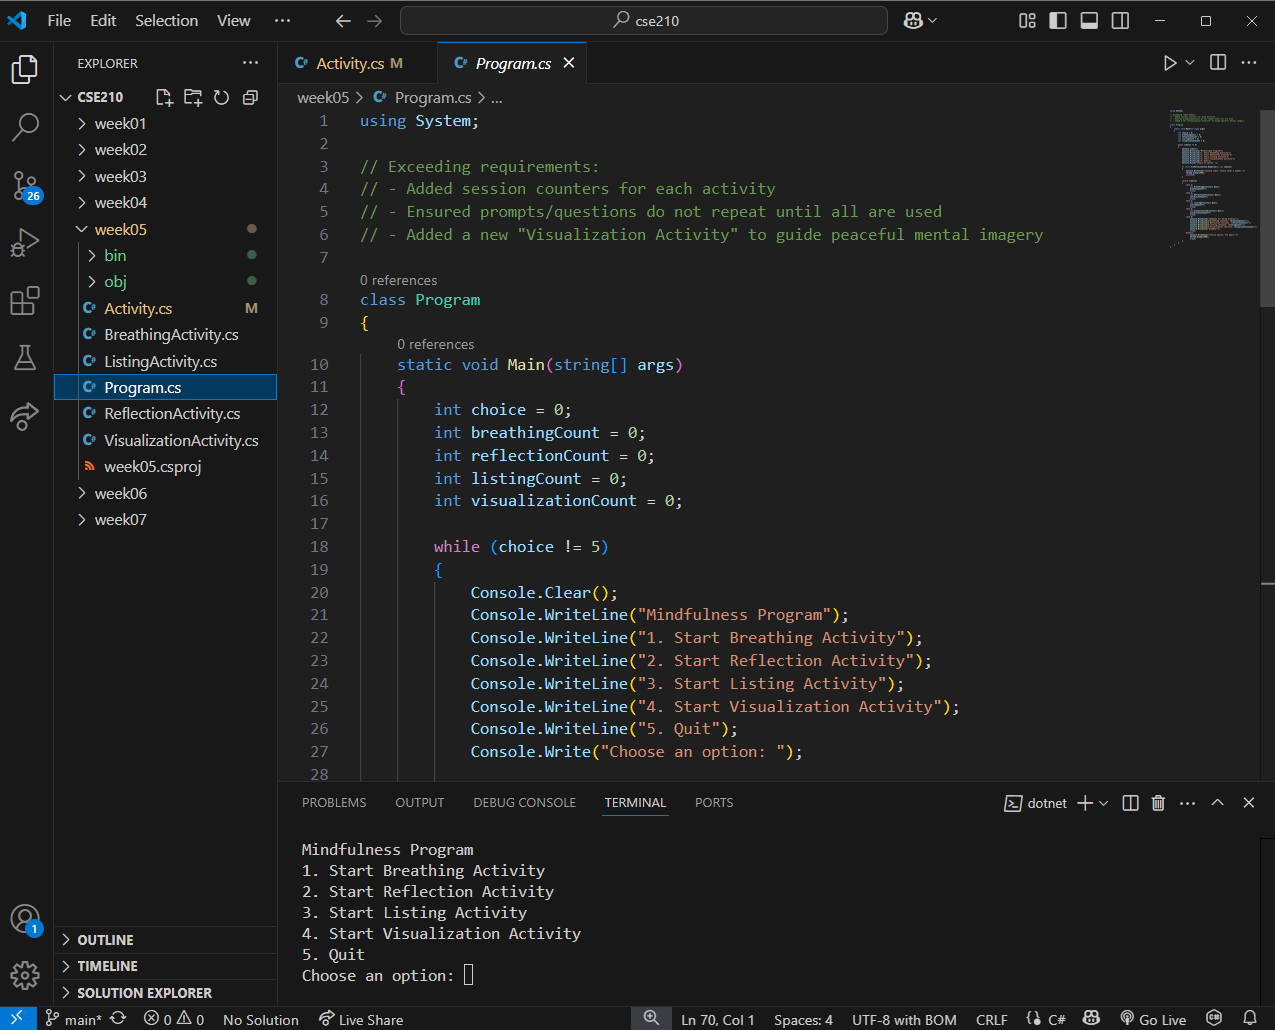 File Edit Selection View ... cse210
EXPLORER ...
CSE210
week01
week02
week03
week04
week05
bin
obj
Activity.cs M
BreathingActivity.cs
ListingActivity.cs
Program.cs
ReflectionActivity.cs
VisualizationActivity.cs
week05.csproj
week06
week07
OUTLINE
TIMELINE
SOLUTION EXPLORER
26
1
Activity.cs M Program.cs
week05 > Program.cs > ...
1 using System;
2
3 // Exceeding requirements:
4 // - Added session counters for each activity
5 // - Ensured prompts/questions do not repeat until all are used
6 // - Added a new "Visualization Activity" to guide peaceful mental imagery
7
0 references
8 class Program
9 {
0 references
10 static void Main(string[] args)
11 {
12 int choice = 0;
13 int breathingCount = 0;
14 int reflectionCount = 0;
15 int listingCount = 0;
16 int visualizationCount = 0;
17
18 while (choice != 5)
19 {
20 Console.Clear();
21 Console.WriteLine("Mindfulness Program");
22 Console.WriteLine("1. Start Breathing Activity");
23 Console.WriteLine("2. Start Reflection Activity");
24 Console.WriteLine("3. Start Listing Activity");
25 Console.WriteLine("4. Start Visualization Activity");
26 Console.WriteLine("5. Quit");
27 Console.Write("Choose an option: ");
28
PROBLEMS OUTPUT DEBUG CONSOLE TERMINAL PORTS dotnet
Mindfulness Program
1. Start Breathing Activity
2. Start Reflection Activity
3. Start Listing Activity
4. Start Visualization Activity
5. Quit
Choose an option:
main* 0 0 No Solution Live Share Ln 70, Col 1 Spaces: 4 UTF-8 with BOM CRLF C# Go Live